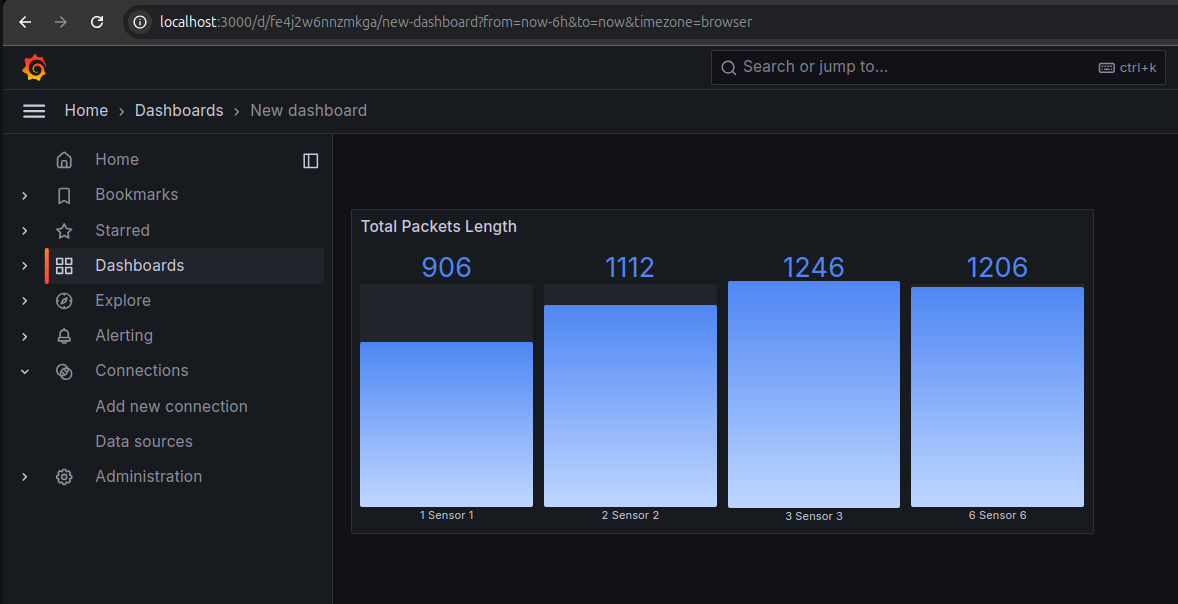 localhost:3000/d/fe4j2w6nnzmkga/new-dashboard?from=now-6h&to=now&timezone=browser
Search or jump to... ctrl+k
Home › Dashboards › New dashboard
Home
Bookmarks
Starred
Dashboards
Explore
Alerting
Connections
Add new connection
Data sources
Administration
Total Packets Length
906 1112 1246 1206
1 Sensor 1 2 Sensor 2 3 Sensor 3 6 Sensor 6